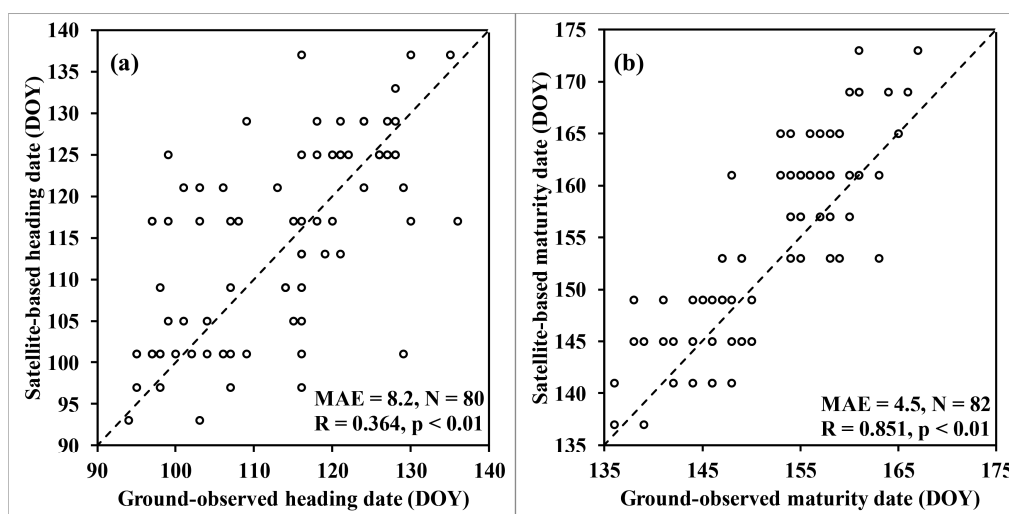 (a)
Satellite-based heading date (DOY)
140
135
130
125
120
115
110
105
100
95
90
MAE = 8.2, N = 80
R = 0.364, p < 0.01
90 100 110 120 130 140
Ground-observed heading date (DOY)
(b)
Satellite-based maturity date (DOY)
175
170
165
160
155
150
145
140
135
MAE = 4.5, N = 82
R = 0.851, p < 0.01
135 145 155 165 175
Ground-observed maturity date (DOY)